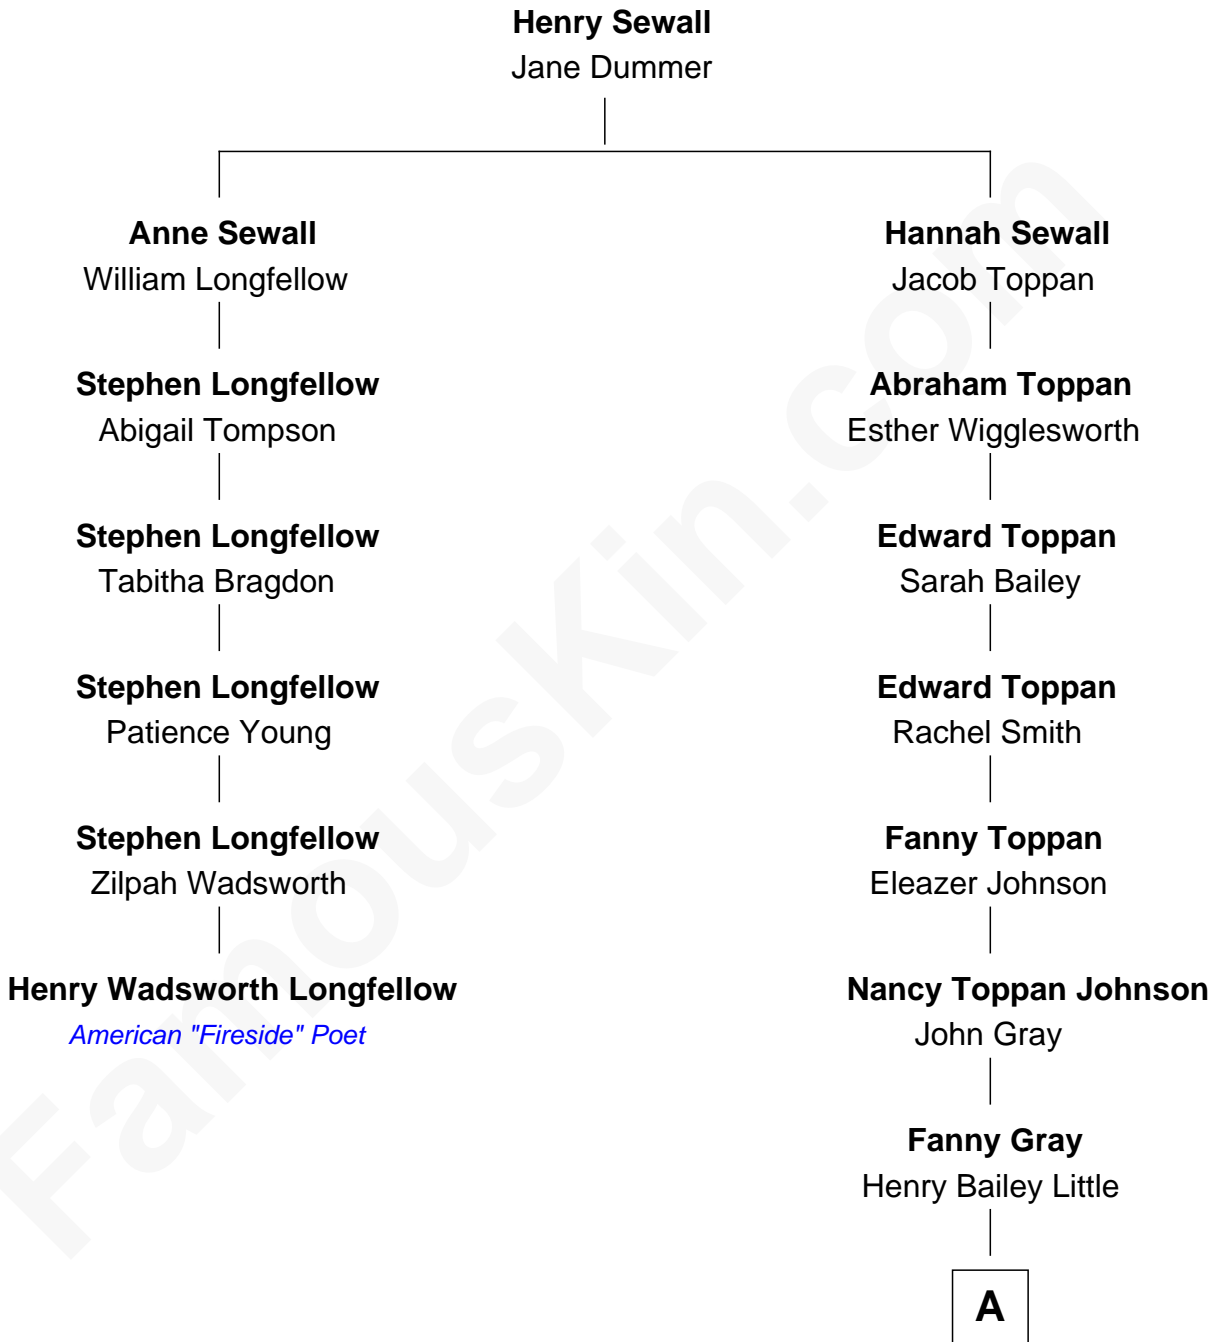 Henry Sewall
Jane Dummer
Anne Sewall
William Longfellow
Hannah Sewall
Jacob Toppan
Stephen Longfellow
Abigail Tompson
Abraham Toppan
Esther Wigglesworth
Stephen Longfellow
Tabitha Bragdon
Edward Toppan
Sarah Bailey
Stephen Longfellow
Patience Young
Edward Toppan
Rachel Smith
Stephen Longfellow
Zilpah Wadsworth
Fanny Toppan
Eleazer Johnson
Henry Wadsworth Longfellow
American "Fireside" Poet
Nancy Toppan Johnson
John Gray
Fanny Gray
Henry Bailey Little
A
FamousKin.com